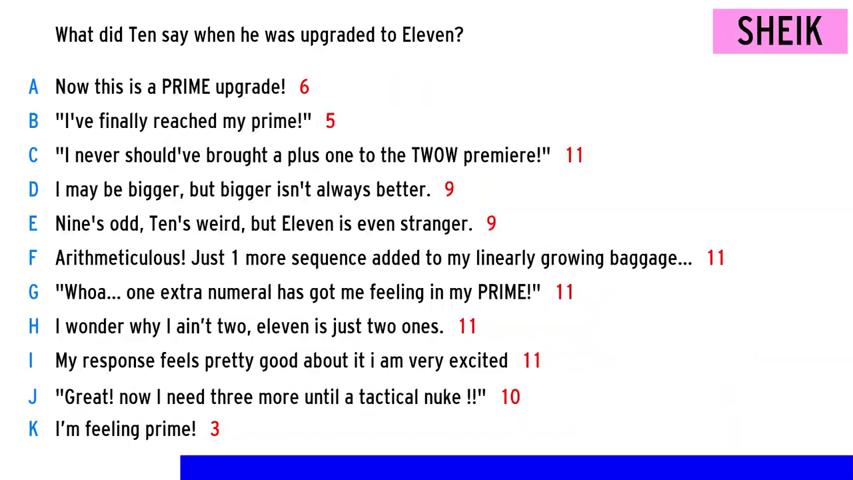 What did Ten say when he was upgraded to Eleven?
SHEIK
A Now this is a PRIME upgrade! 6
B "I've finally reached my prime!" 5
C "I never should've brought a plus one to the TWOW premiere!" 11
D I may be bigger, but bigger isn't always better. 9
E Nine's odd, Ten's weird, but Eleven is even stranger. 9
F Arithmeticulous! Just 1 more sequence added to my linearly growing baggage... 11
G "Whoa... one extra numeral has got me feeling in my PRIME!" 11
H I wonder why I ain’t two, eleven is just two ones. 11
I My response feels pretty good about it i am very excited 11
J "Great! now I need three more until a tactical nuke !!" 10
K I’m feeling prime! 3